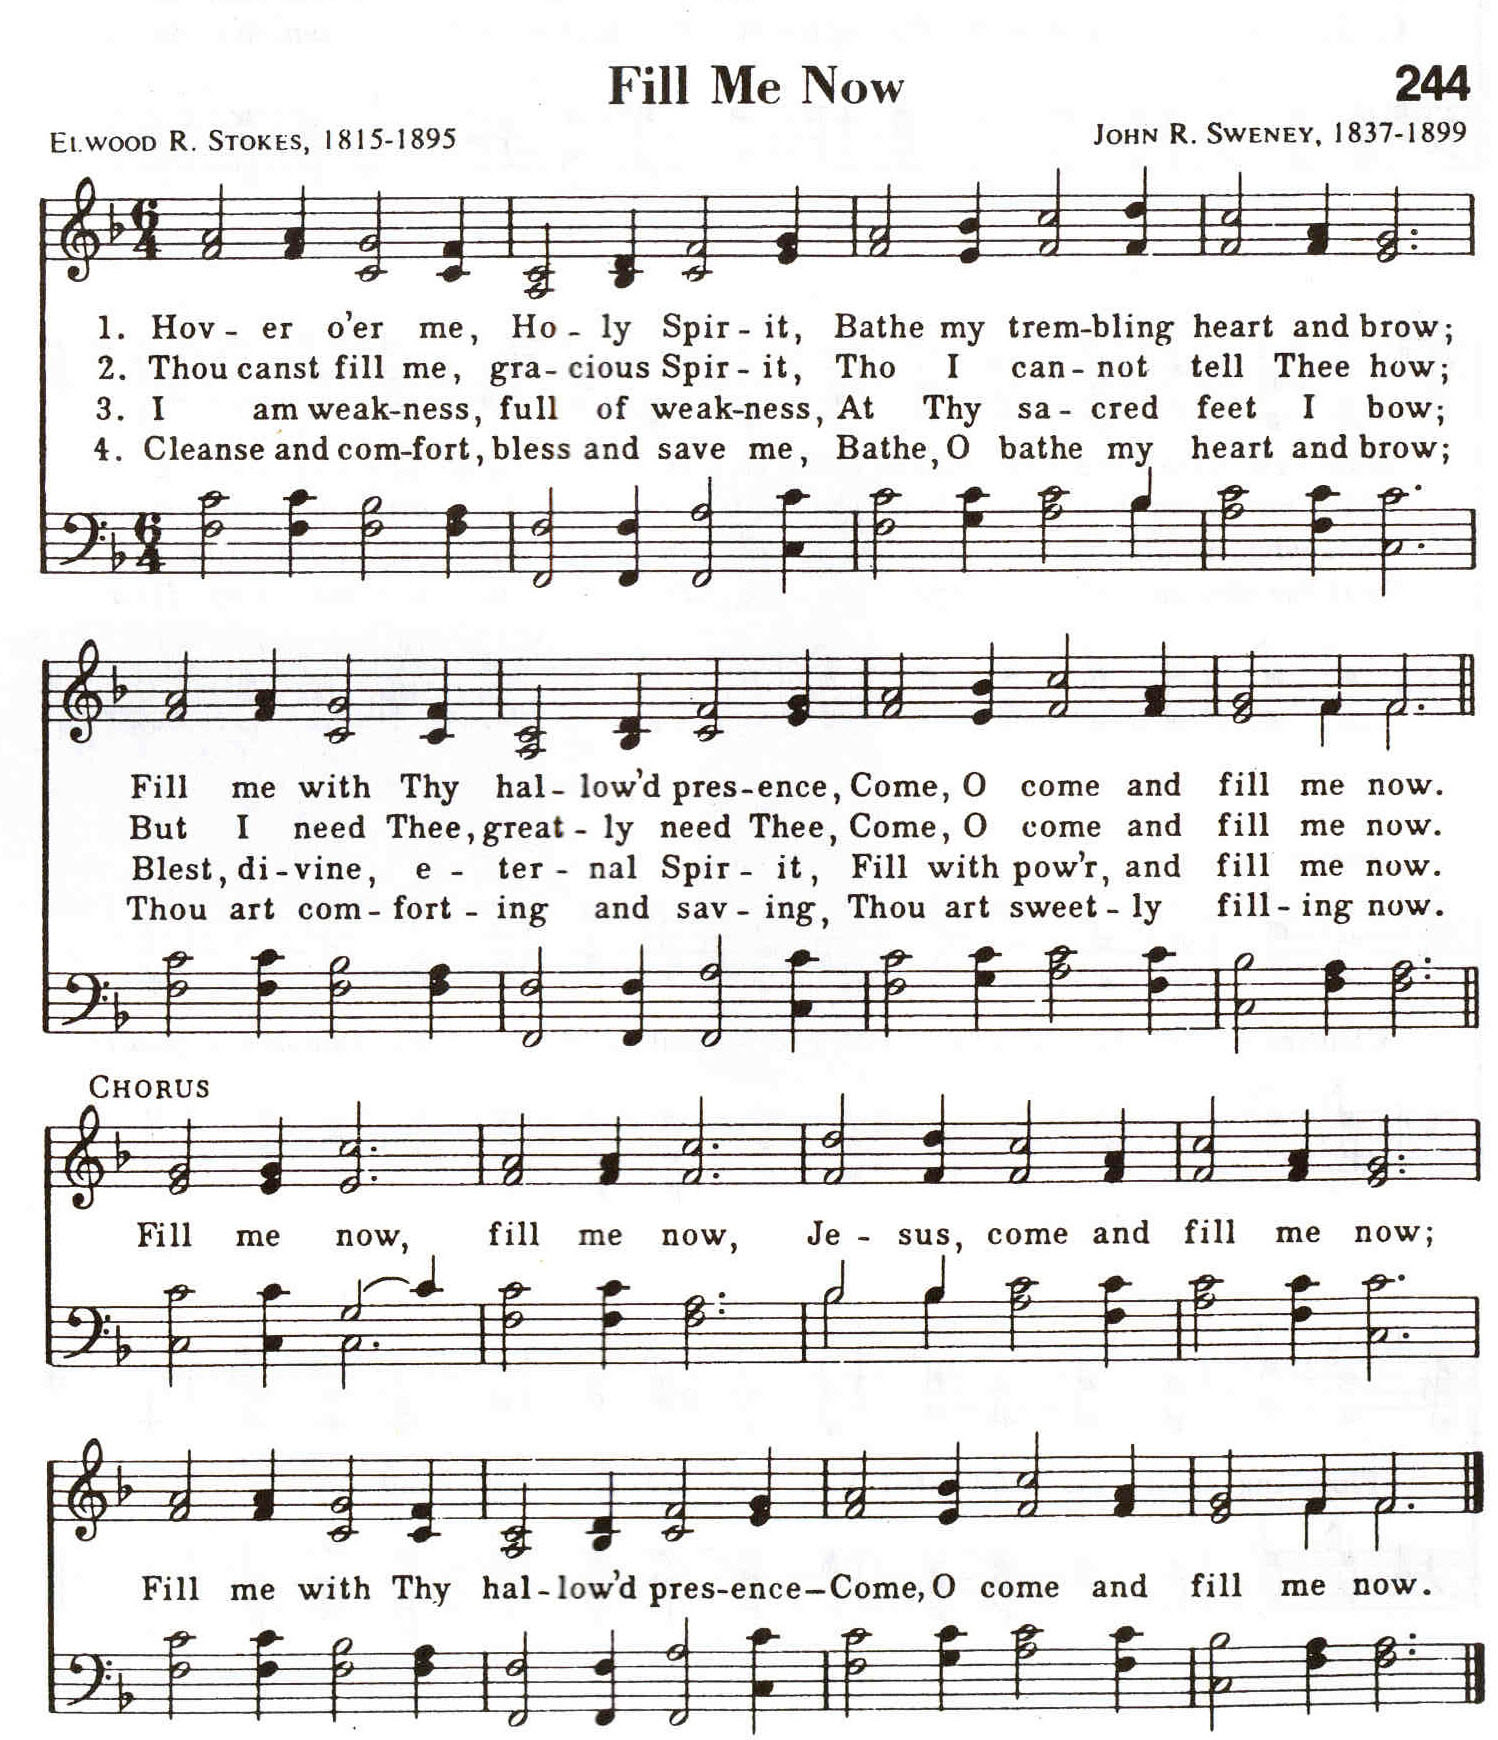 Fill Me Now
244
ELWOOD R. STOKES, 1815-1895
JOHN R. SWENEY, 1837-1899
6
4
1. Hov - er o'er me, Ho - ly Spir - it, Bathe my trem-bling heart and brow;
2. Thou canst fill me, gra- cious Spir - it, Tho I can - not tell Thee how;
3. I am weak-ness, full of weak-ness, At Thy sa - cred feet I bow;
4. Cleanse and com-fort, bless and save me, Bathe, O bathe my heart and brow;
6
4
Fill me with Thy hal - low'd pres-ence, Come, O come and fill me now.
But I need Thee, great - ly need Thee, Come, O come and fill me now.
Blest, di - vine, e - ter - nal Spir - it, Fill with pow'r, and fill me now.
Thou art com - fort - ing and sav - ing, Thou art sweet - ly fill - ing now.
CHORUS
Fill me now, fill me now, Je - sus, come and fill me now;
Fill me with Thy hal - low'd pres-ence—Come, O come and fill me now.